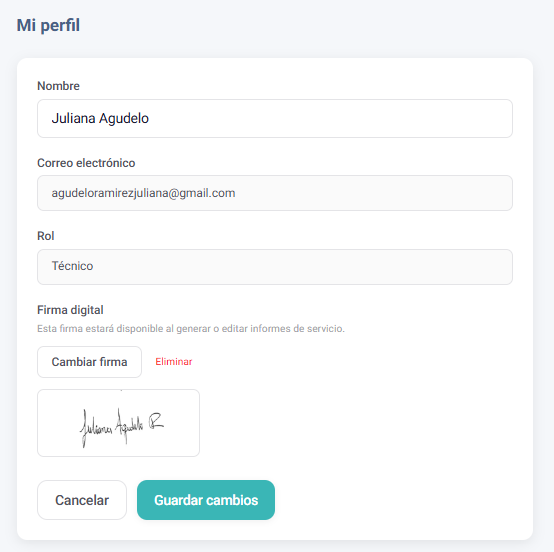 Mi perfil
Nombre
Juliana Agudelo
Correo electrónico
agudeloramirezjuliana@gmail.com
Rol
Técnico
Firma digital
Esta firma estará disponible al generar o editar informes de servicio.
Cambiar firma
Eliminar
Juliana Agudelo R
Cancelar
Guardar cambios